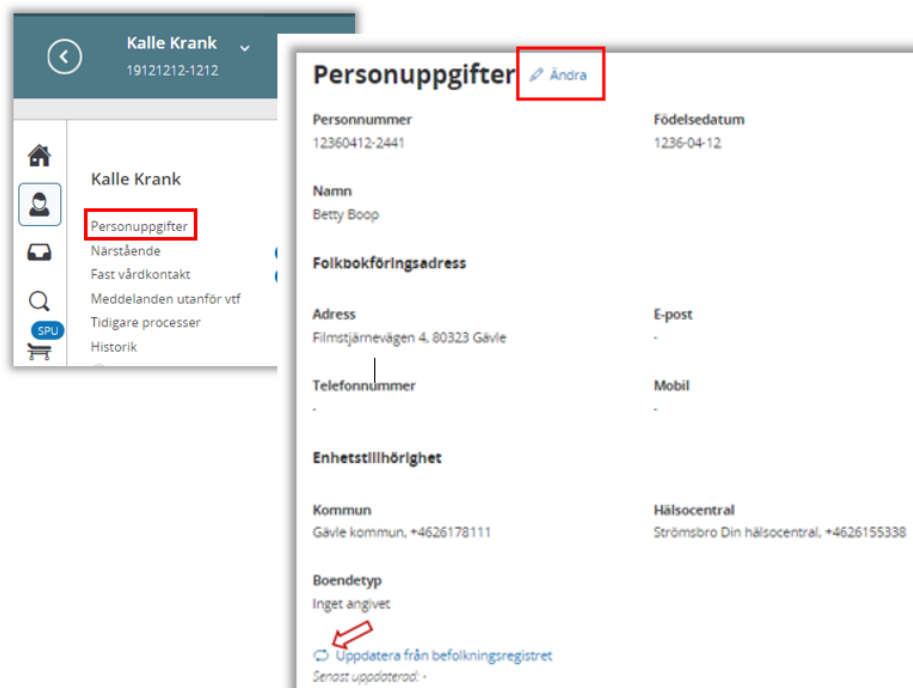 Kalle Krank
19121212-1212
Kalle Krank
Personuppgifter
Närstående
Fast vårdkontakt
Meddelanden utanför vtf
Tidigare processer
SPU
Historik
Personuppgifter Ändra
Personnummer Födelsedatum
12360412-2441 1236-04-12
Namn
Betty Boop
Folkbokföringsadress
Adress E-post
Filmstjärnevägen 4, 80323 Gävle -
Telefonnummer Mobil
- -
Enhetstillhörighet
Kommun Hälsocentral
Gävle kommun, +4626178111 Strömsbro Din hälsocentral, +4626155338
Boendetyp
Inget angivet
Uppdatera från befolkningsregistret
Senast uppdaterad: -